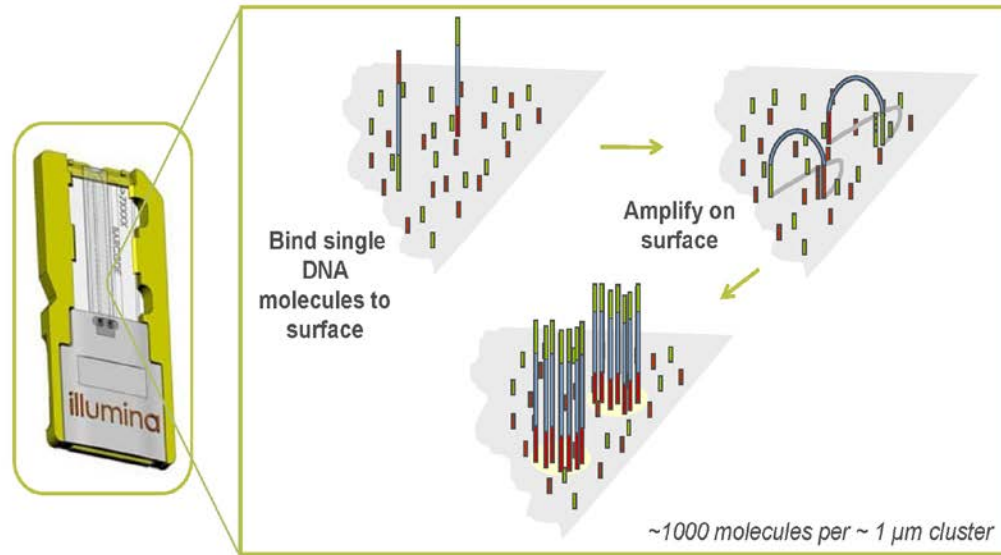 Bind single
DNA
molecules to
surface
Amplify on
surface
illumina
~1000 molecules per ~ 1 µm cluster